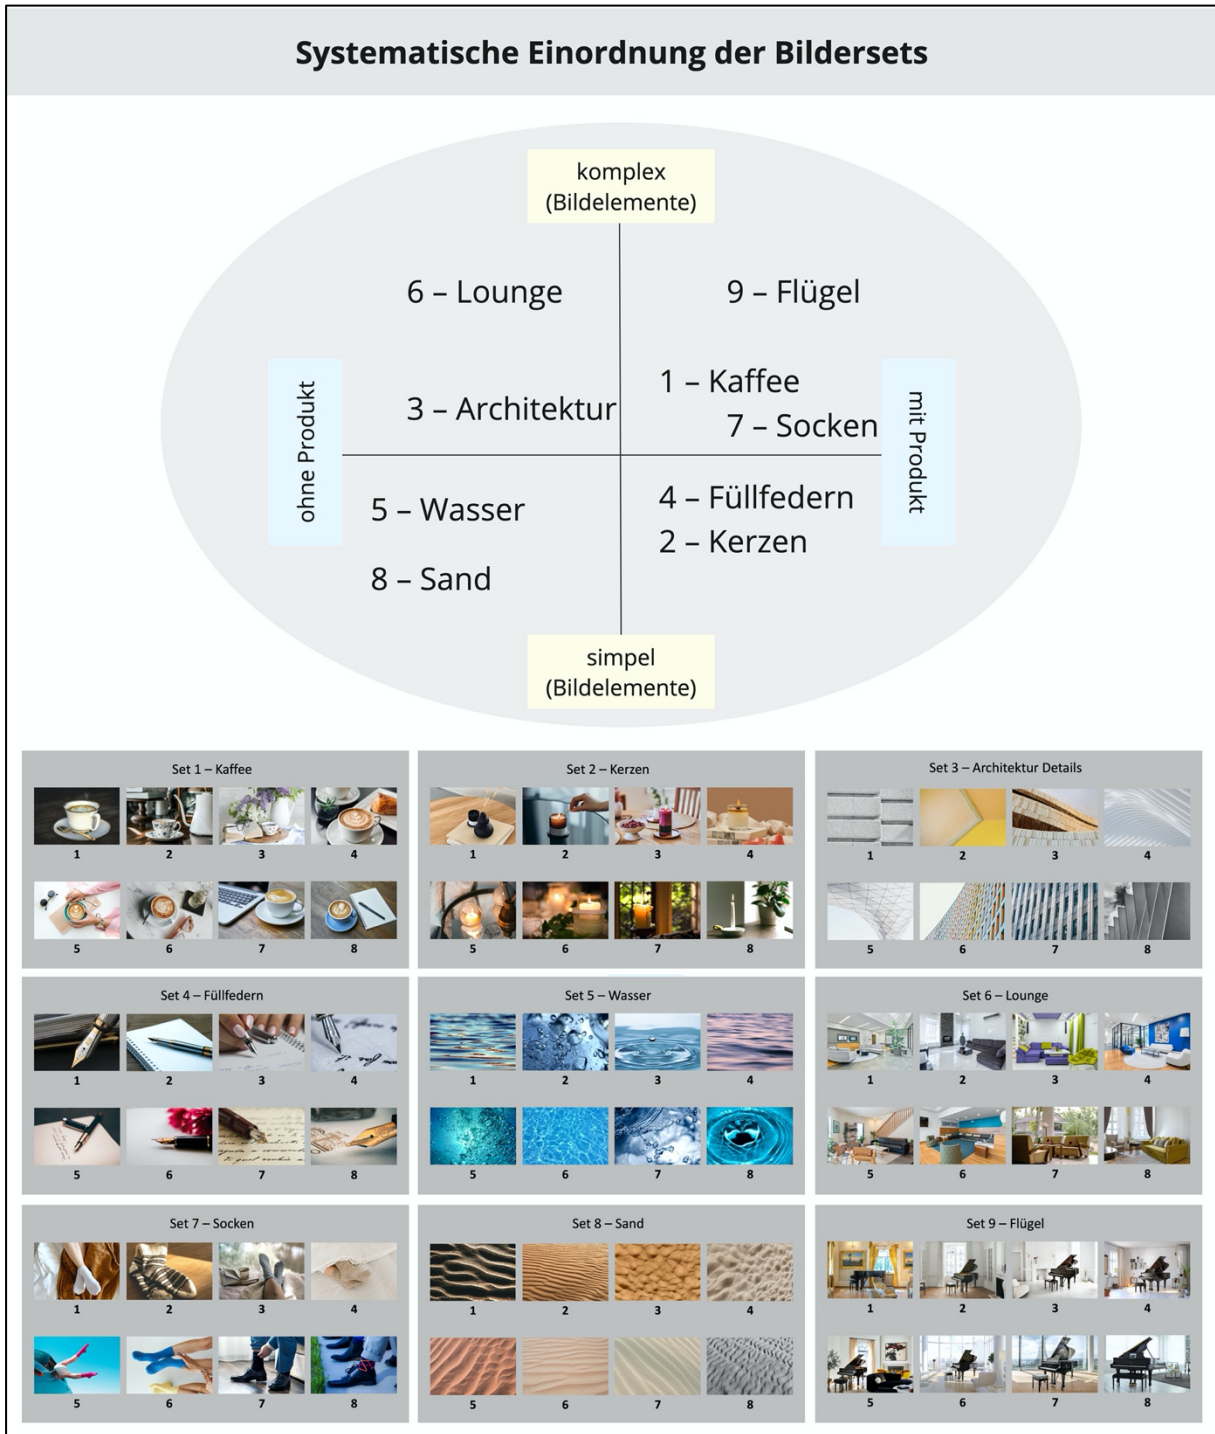 Systematische Einordnung der Bildersets
komplex
(Bildelemente)
6 – Lounge
9 – Flügel
1 – Kaffee
3 – Architektur
7 – Socken
ohne Produkt
mit Produkt
5 – Wasser
4 – Füllfedern
2 – Kerzen
8 – Sand
simpel
(Bildelemente)
Set 1 – Kaffee
1 2 3 4
5 6 7 8
Set 2 – Kerzen
1 2 3 4
5 6 7 8
Set 3 – Architektur Details
1 2 3 4
5 6 7 8
Set 4 – Füllfedern
1 2 3 4
5 6 7 8
Set 5 – Wasser
1 2 3 4
5 6 7 8
Set 6 – Lounge
1 2 3 4
5 6 7 8
Set 7 – Socken
1 2 3 4
5 6 7 8
Set 8 – Sand
1 2 3 4
5 6 7 8
Set 9 – Flügel
1 2 3 4
5 6 7 8